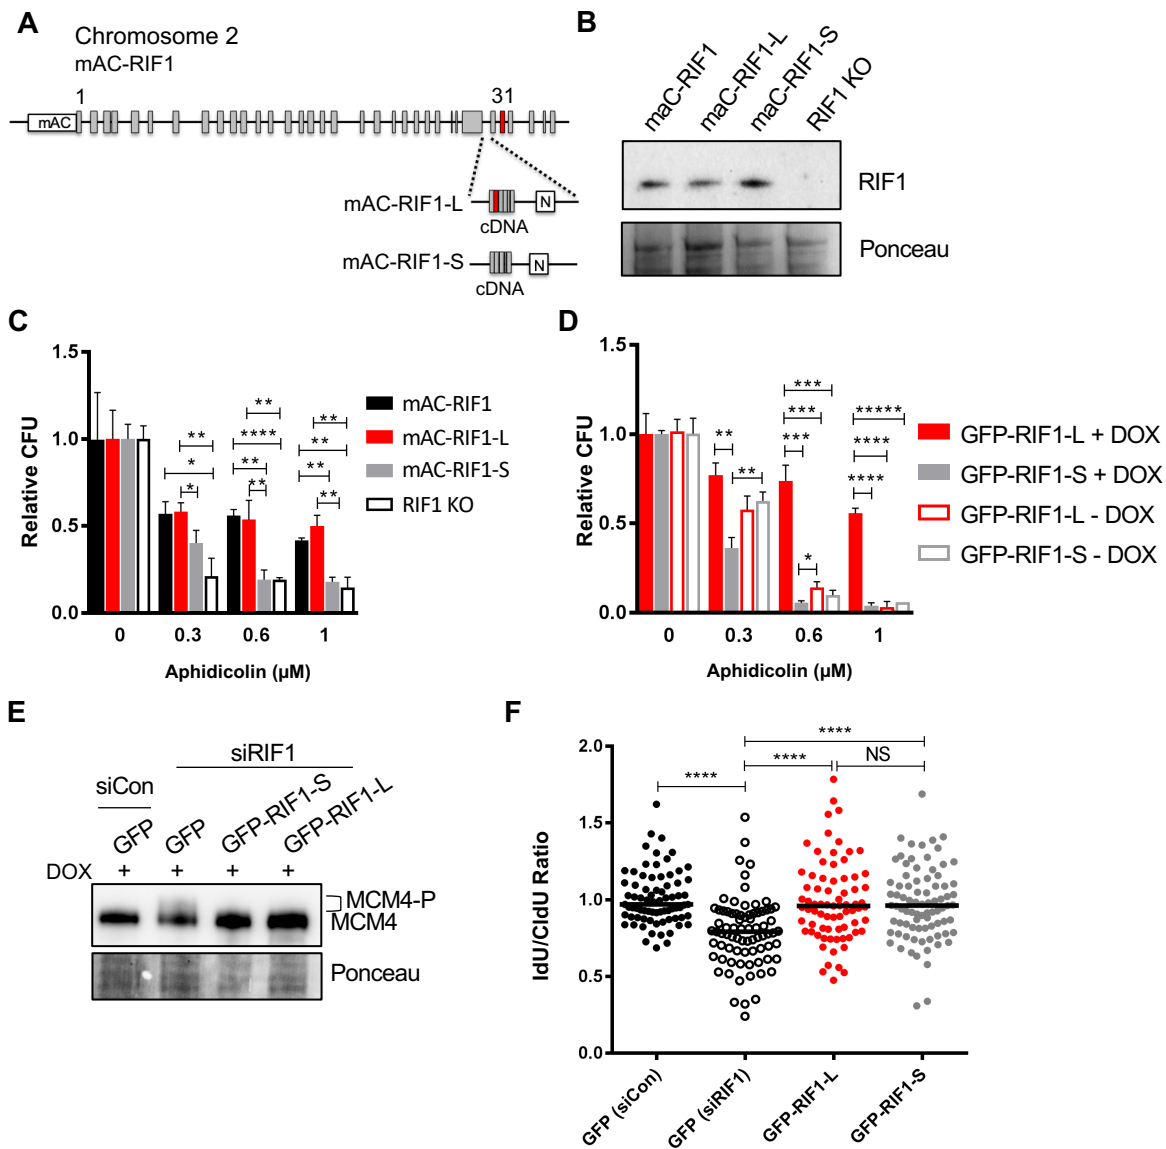 A
Chromosome 2
mAC-RIF1
1
31
mAC
mAC-RIF1-L
N
cDNA
mAC-RIF1-S
N
cDNA
B
maC-RIF1
maC-RIF1-L
maC-RIF1-S
RIF1 KO
RIF1
Ponceau
C
Relative CFU
1.5
1.0
0.5
0.0
**
*
*
**
****
**
**
**
**
**
**
0
0.3
0.6
1
Aphidicolin (µM)
mAC-RIF1
mAC-RIF1-L
mAC-RIF1-S
RIF1 KO
D
Relative CFU
1.5
1.0
0.5
0.0
**
**
***
***
***
*
*****
****
****
0
0.3
0.6
1
Aphidicolin (µM)
GFP-RIF1-L + DOX
GFP-RIF1-S + DOX
GFP-RIF1-L - DOX
GFP-RIF1-S - DOX
E
siRIF1
siCon
GFP
GFP
GFP-RIF1-S
GFP-RIF1-L
DOX + + + +
MCM4-P
MCM4
Ponceau
F
IdU/CldU Ratio
2.0
1.5
1.0
0.5
0.0
****
****
****
NS
GFP (siCon)
GFP (siRIF1)
GFP-RIF1-L
GFP-RIF1-S